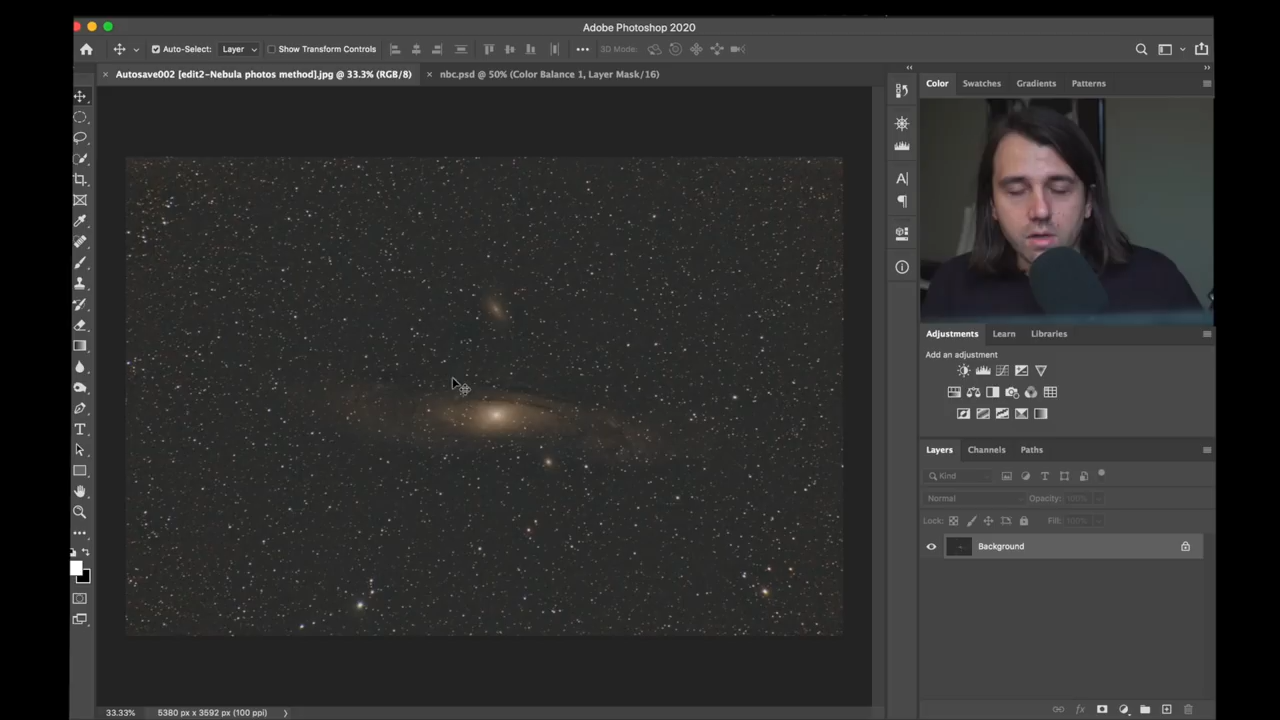 Adobe Photoshop 2020
Auto-Select: Layer Show Transform Controls 3D Mode:
Autosave002 [edit2-Nebula photos method].jpg @ 33.3% (RGB/8) nbc.psd @ 50% (Color Balance 1, Layer Mask/16)
Color Swatches Gradients Patterns
Adjustments Learn Libraries
Add an adjustment
Layers Channels Paths
Kind
Normal Opacity: 100%
Lock: Fill: 100%
Background
33.33% 5380 px x 3592 px (100 ppi)